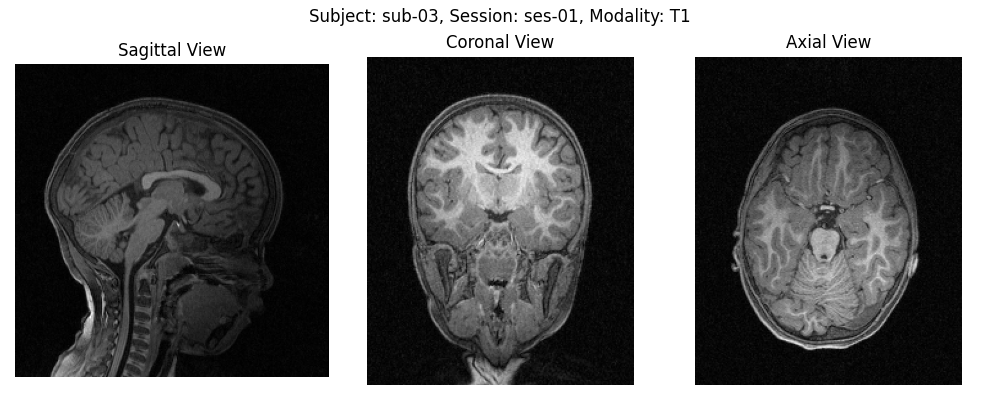 Subject: sub-03, Session: ses-01, Modality: T1
Sagittal View
Coronal View
Axial View